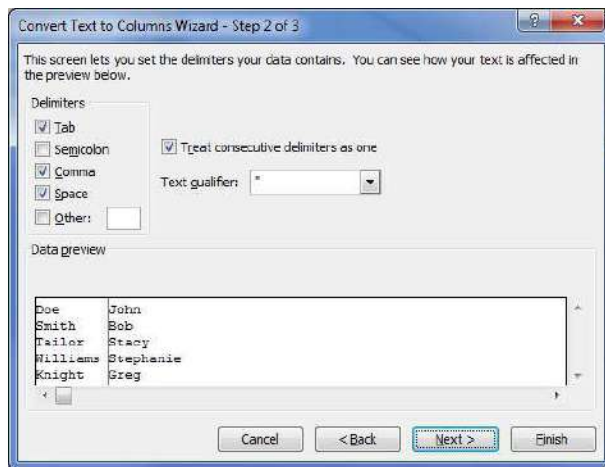 Convert Text to Columns Wizard - Step 2 of 3
This screen lets you set the delimiters your data contains. You can see how your text is affected in
the preview below.
Delimiters
Tab
Semicolon
Comma
Space
Other:
Treat consecutive delimiters as one
Text qualifier: "
Data preview
Doe John
Smith Bob
Tailor Stacy
Williams Stephanie
Knight Greg
Cancel < Back Next > Finish